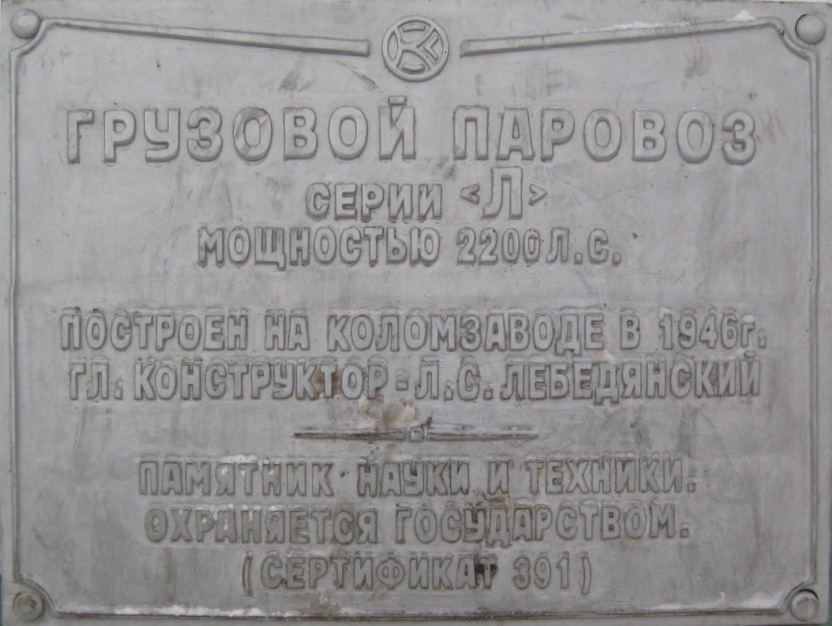 ГРУЗОВОЙ ПАРОВОЗ
СЕРИИ <Л>
МОЩНОСТЬЮ 2200 Л.С.
ПОСТРОЕН НА КОЛОМЗАВОДЕ В 1946г.
ГЛ. КОНСТРУКТОР - Л.С. ЛЕБЕДЯНСКИЙ
ПАМЯТНИК НАУКИ И ТЕХНИКИ.
ОХРАНЯЕТСЯ ГОСУДАРСТВОМ.
(СЕРТИФИКАТ 391)